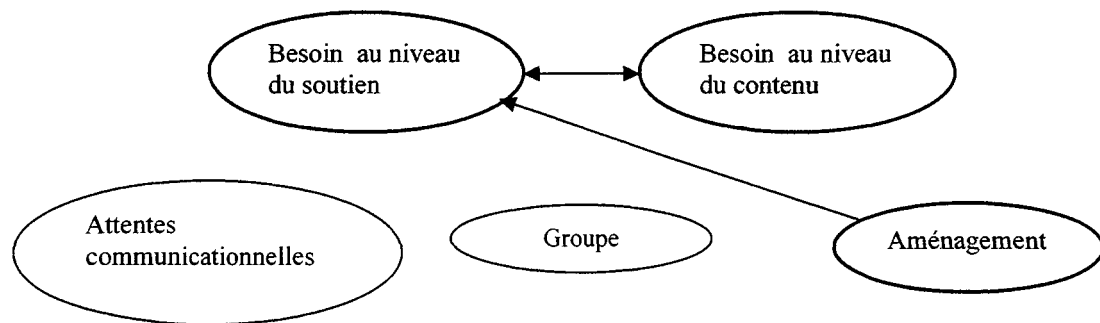 Besoin au niveau
du soutien
Besoin au niveau
du contenu
Attentes
communicationnelles
Groupe
Aménagement